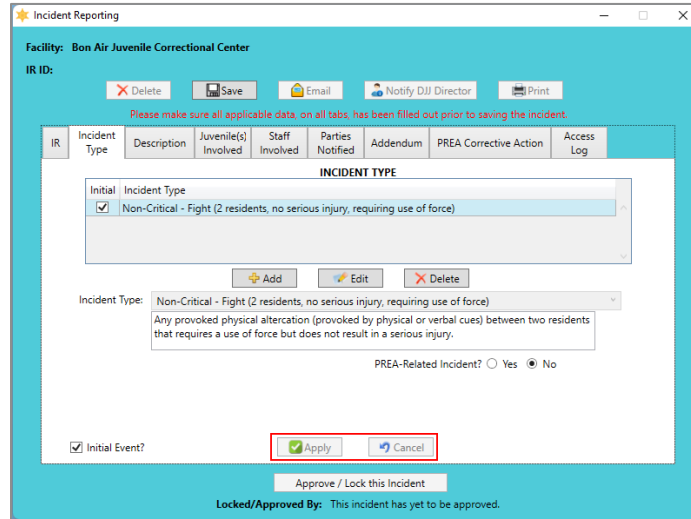 Incident Reporting
Facility: Bon Air Juvenile Correctional Center
IR ID:
Delete Save Email Notify DJJ Director Print
Please make sure all applicable data, on all tabs, has been filled out prior to saving the incident.
IR Incident Type Description Juvenile(s) Involved Staff Involved Parties Notified Addendum PREA Corrective Action Access Log
INCIDENT TYPE
Initial Incident Type
Non-Critical - Fight (2 residents, no serious injury, requiring use of force)
Add Edit Delete
Incident Type: Non-Critical - Fight (2 residents, no serious injury, requiring use of force)
Any provoked physical altercation (provoked by physical or verbal cues) between two residents
that requires a use of force but does not result in a serious injury.
PREA-Related Incident? Yes No
Initial Event? Apply Cancel
Approve / Lock this Incident
Locked/Approved By: This incident has yet to be approved.